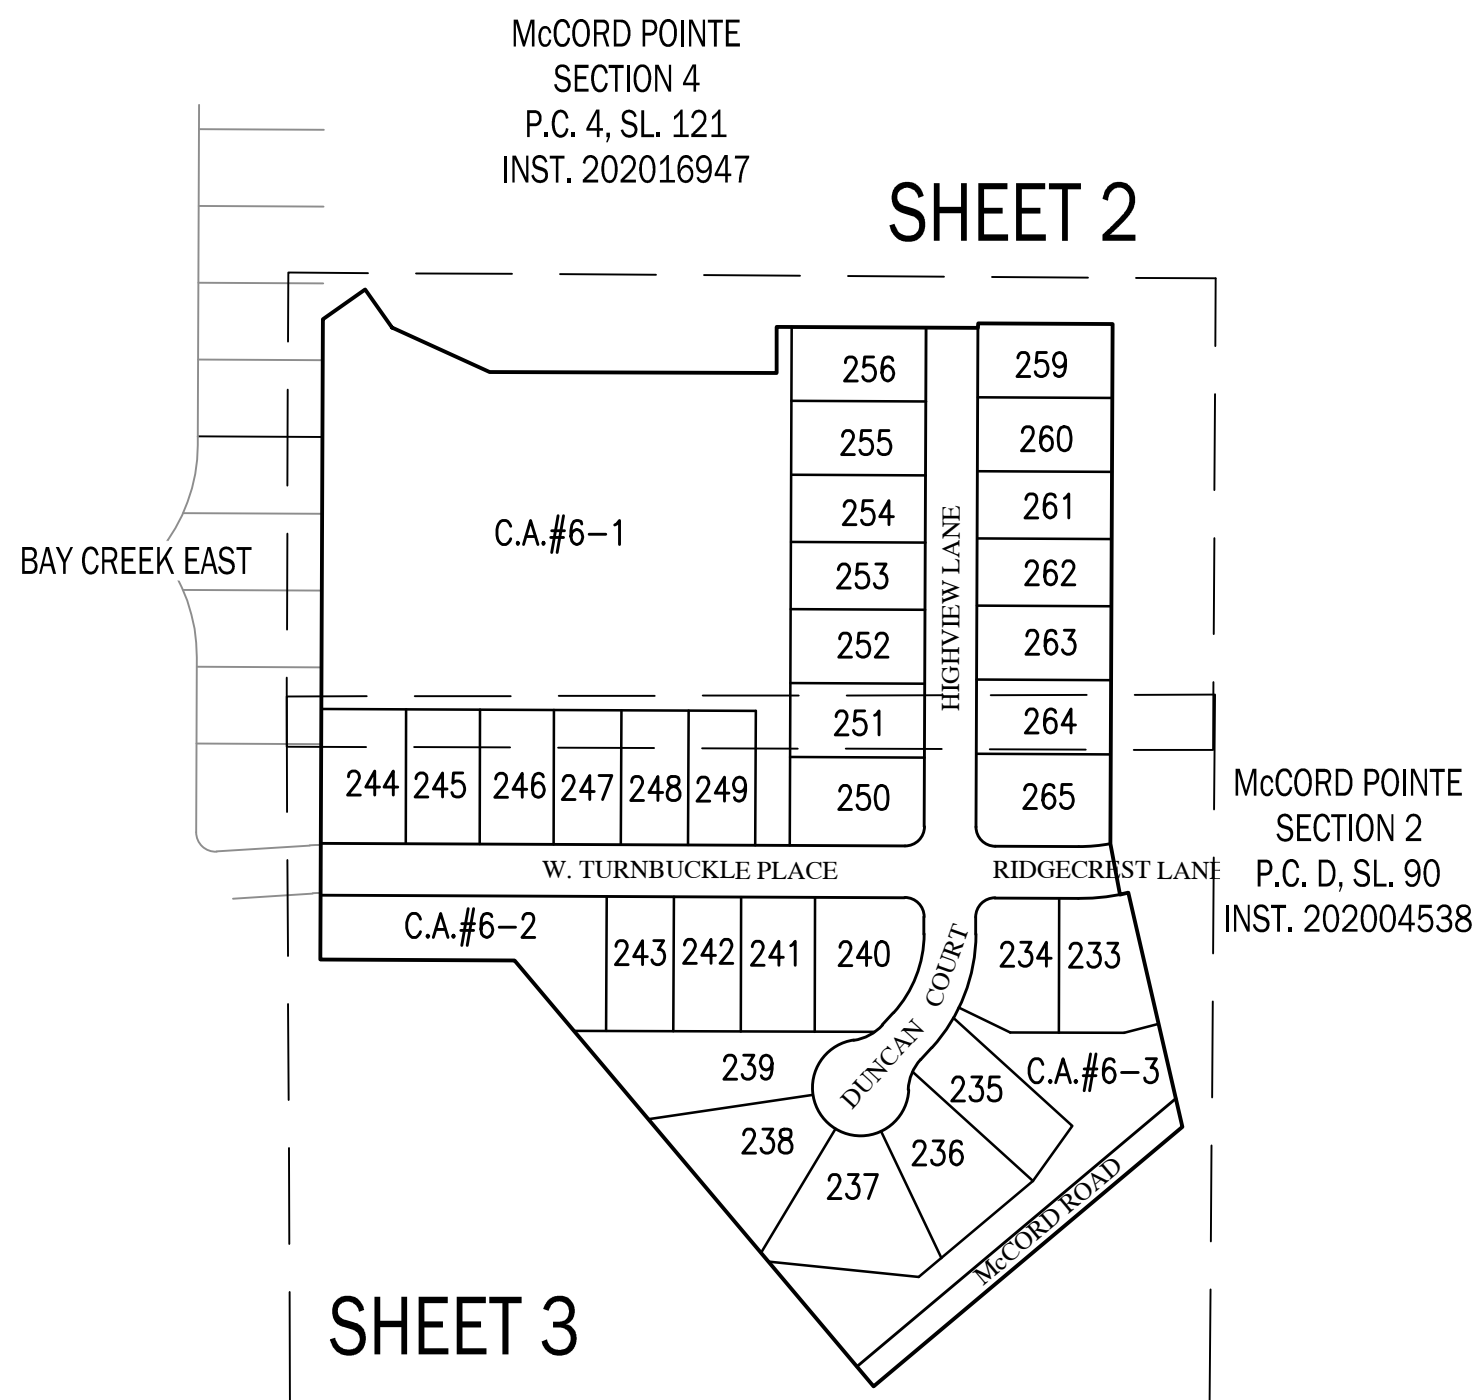 McCORD POINTE
SECTION 4
P.C. 4, SL. 121
INST. 202016947
SHEET 2
256
259
255
260
254
261
C.A.#6-1
HIGHVIEW LANE
BAY CREEK EAST
253
262
252
263
251
264
244
245
246
247
248
249
250
265
McCORD POINTE
SECTION 2
P.C. D, SL. 90
INST. 202004538
W. TURNBUCKLE PLACE
RIDGECREST LANE
C.A.#6-2
243
242
241
240
DUNCAN COURT
234
233
239
235
C.A.#6-3
238
236
237
McCORD ROAD
SHEET 3